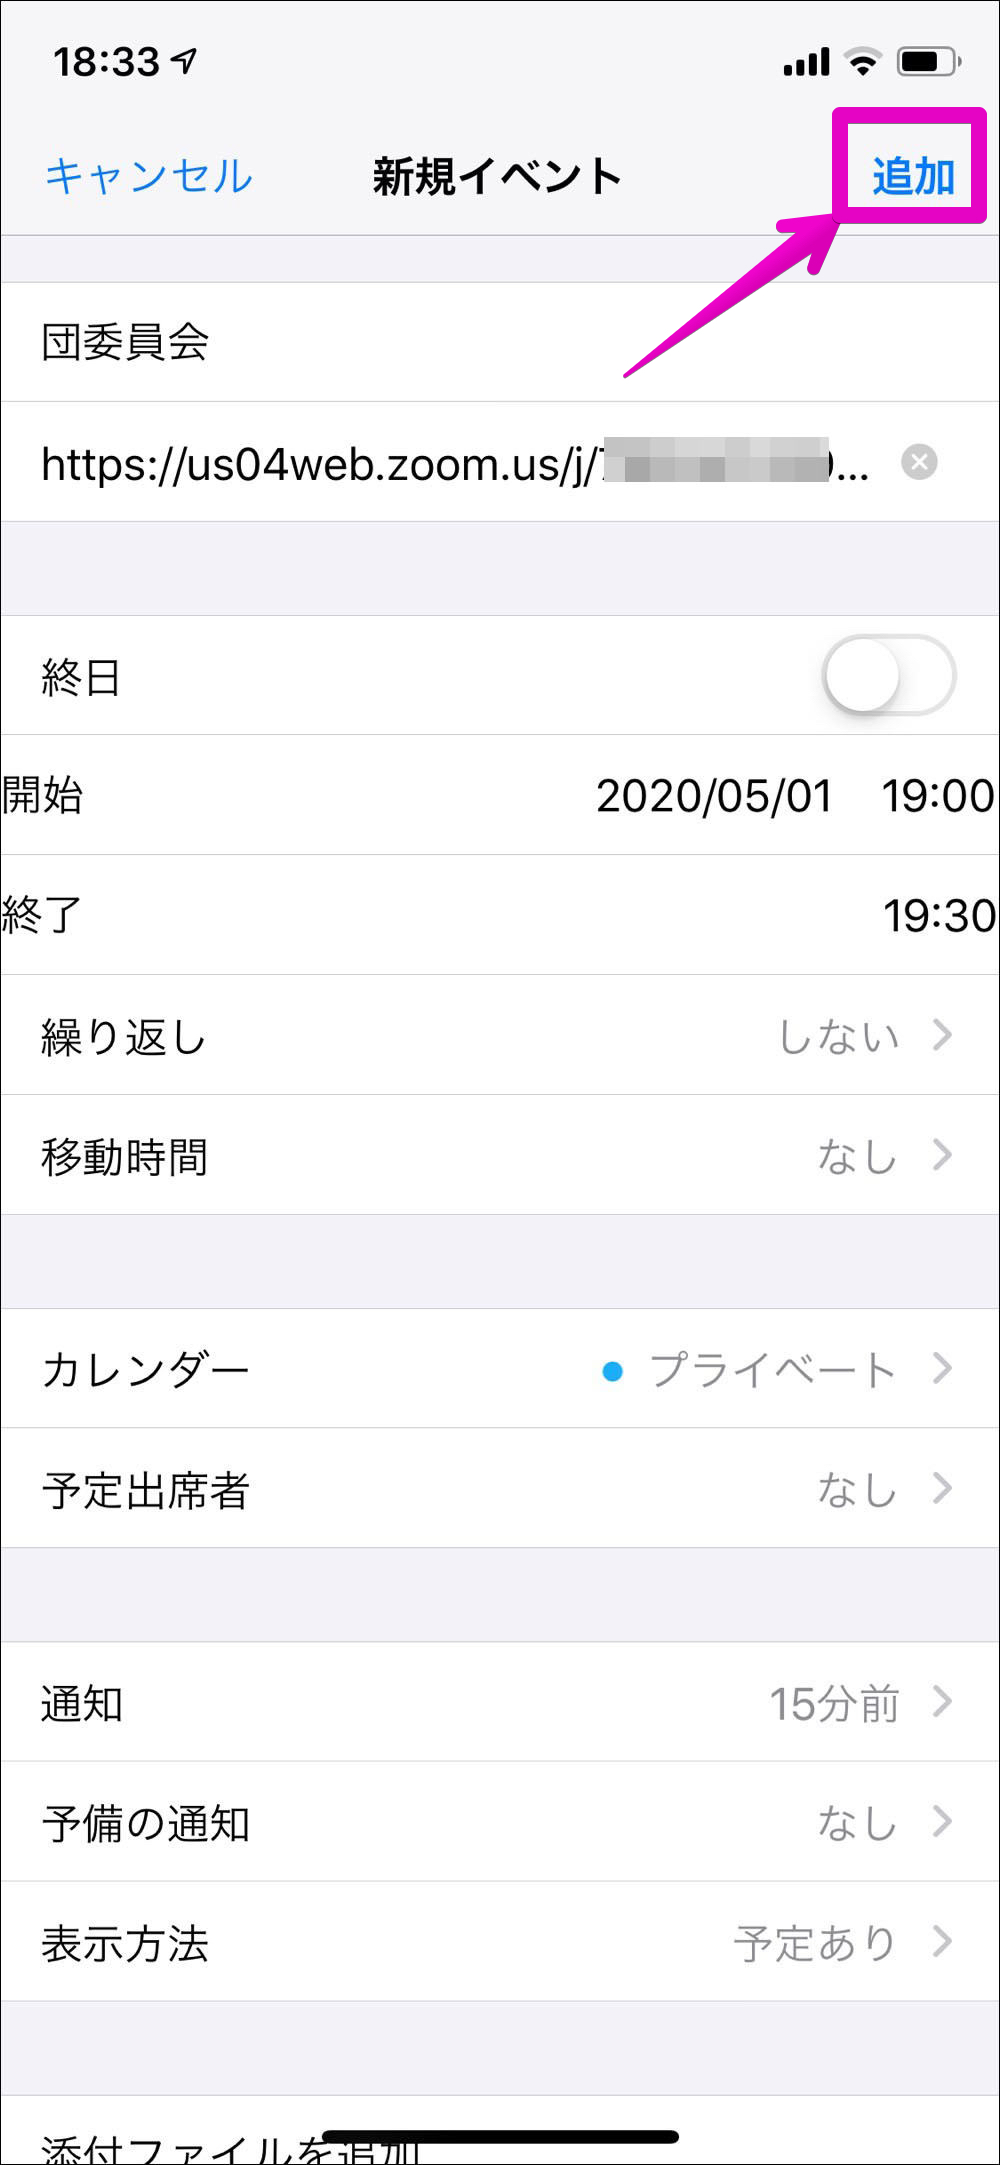 18:33
キャンセル 新規イベント 追加
団委員会
https://us04web.zoom.us/j/...
終日
開始 2020/05/01 19:00
終了 19:30
繰り返し しない
移動時間 なし
カレンダー プライベート
予定出席者 なし
通知 15分前
予備の通知 なし
表示方法 予定あり
添付ファイルを追加